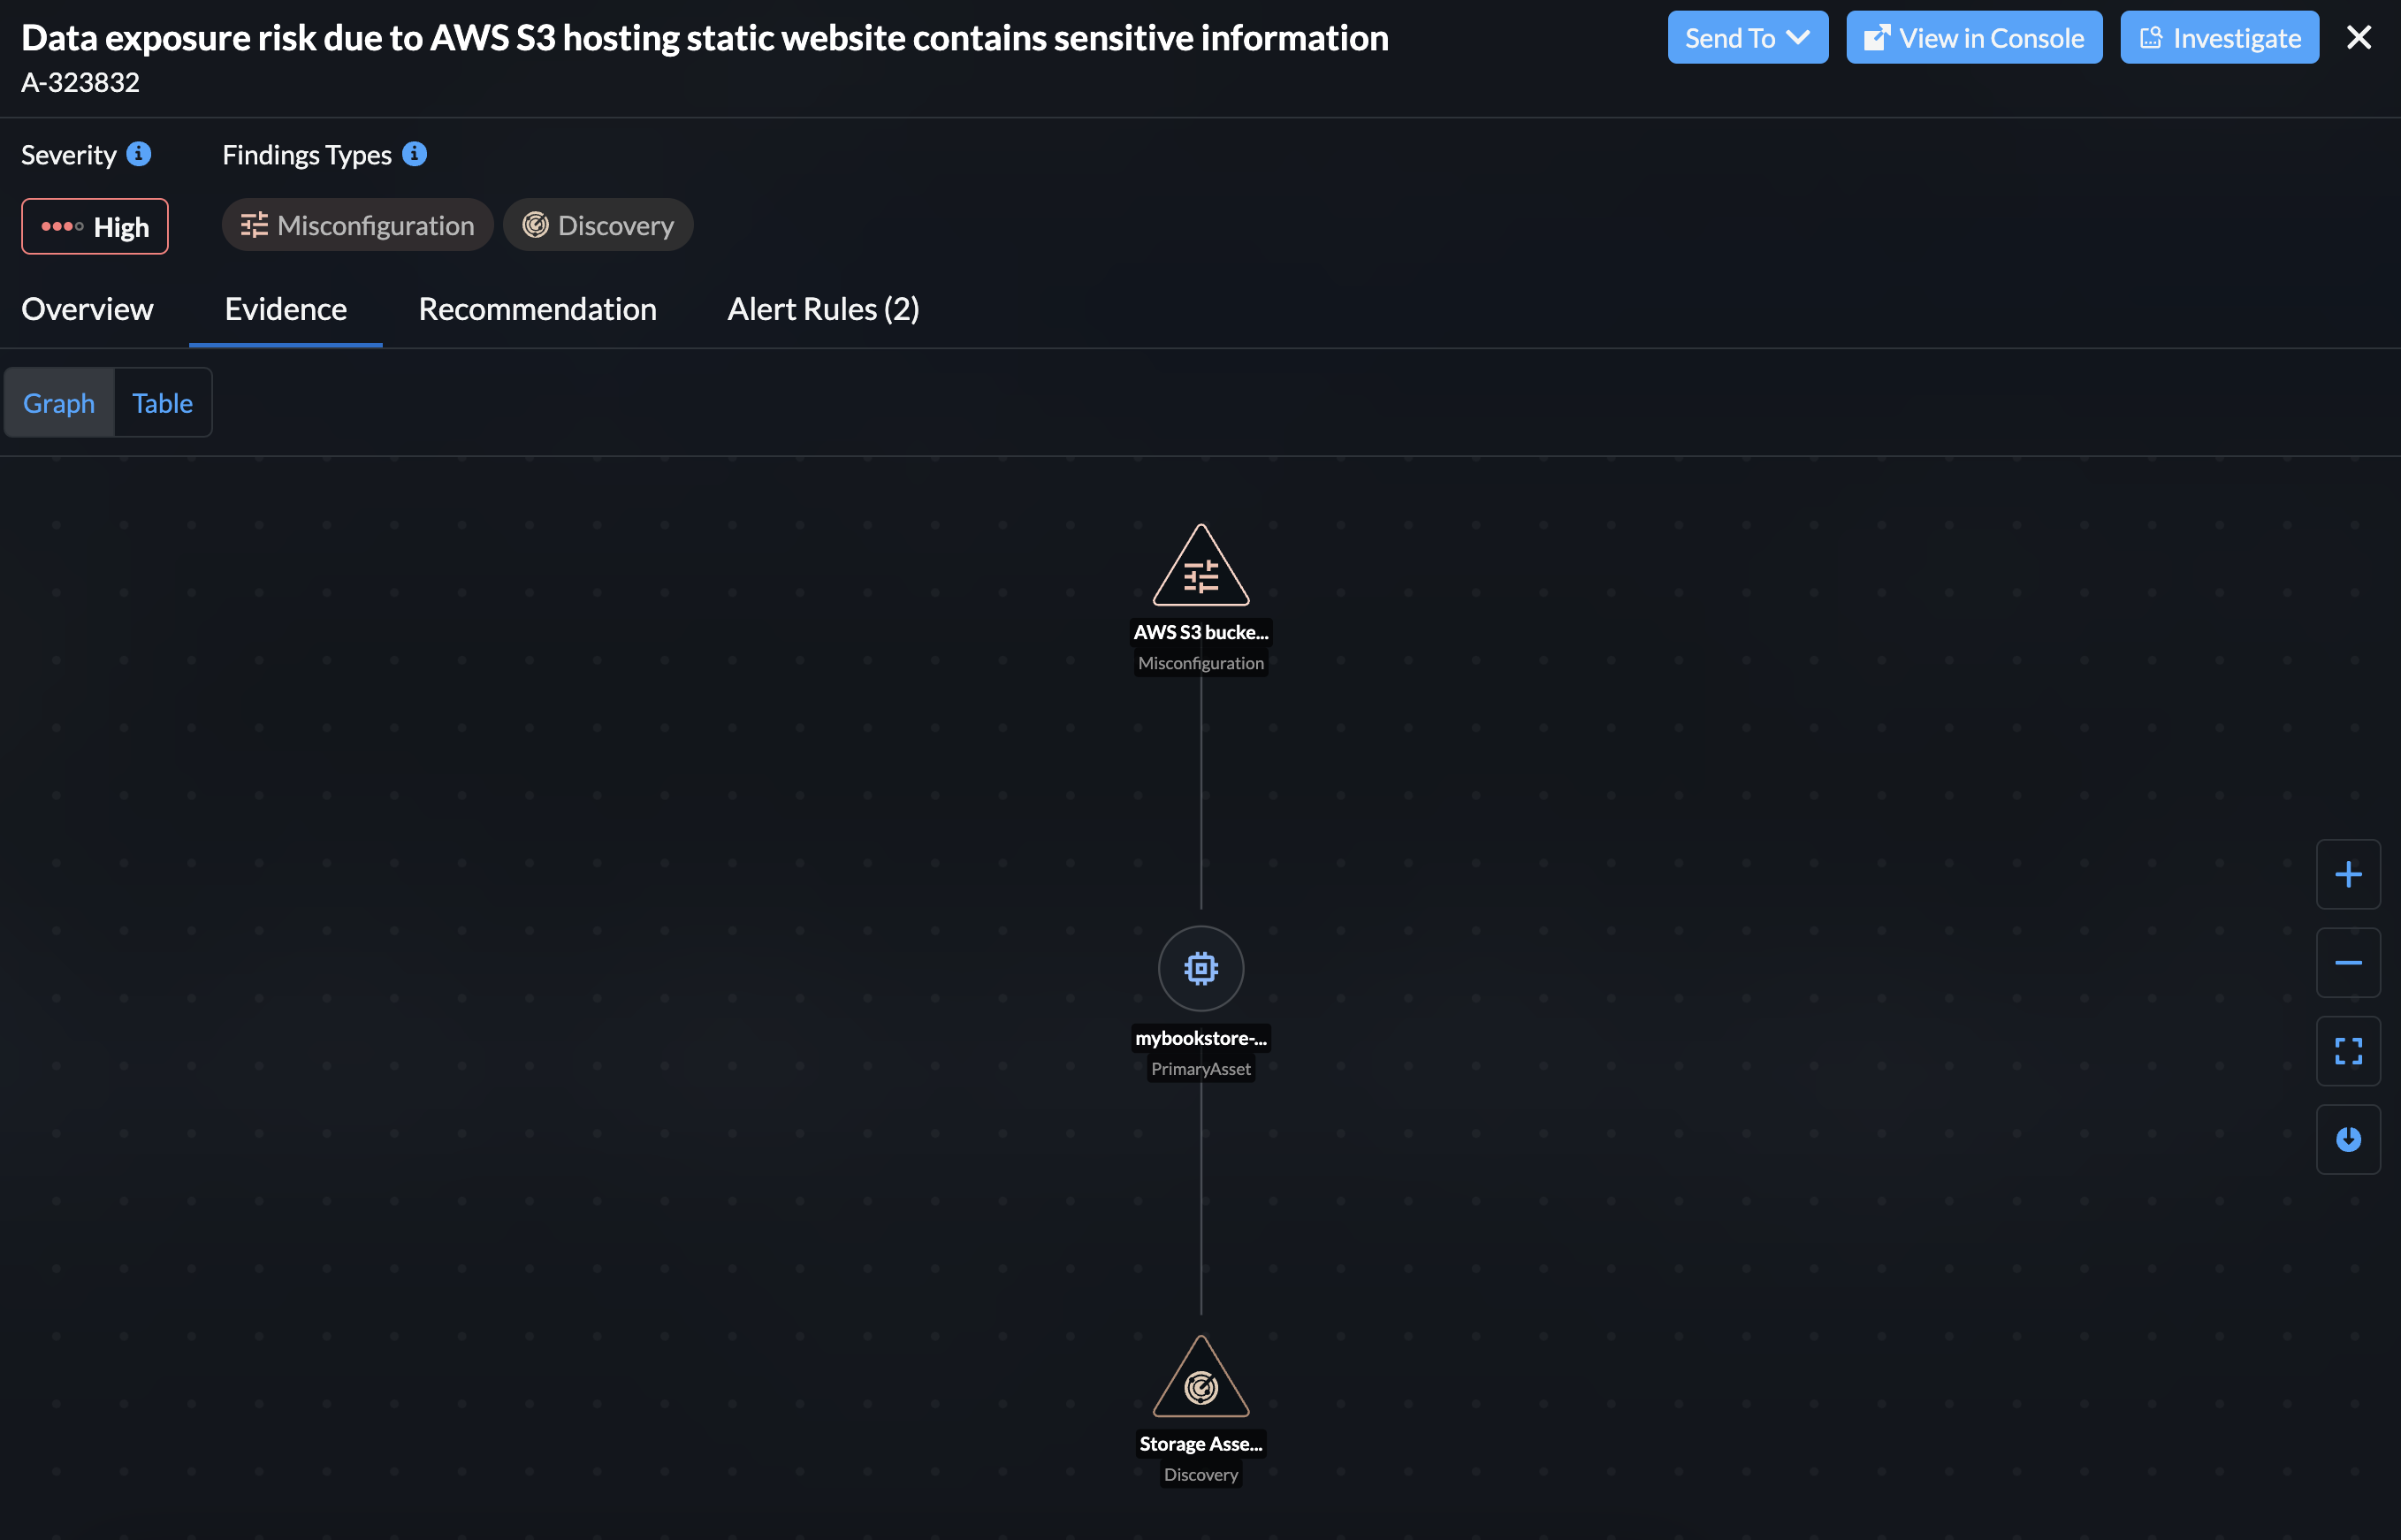 Data exposure risk due to AWS S3 hosting static website contains sensitive information
Send To
View in Console
Investigate
A-323832
Severity
Findings Types
High
Misconfiguration
Discovery
Overview
Evidence
Recommendation
Alert Rules (2)
Graph
Table
AWS S3 bucke...
Misconfiguration
mybookstore-...
PrimaryAsset
Storage Asse...
Discovery